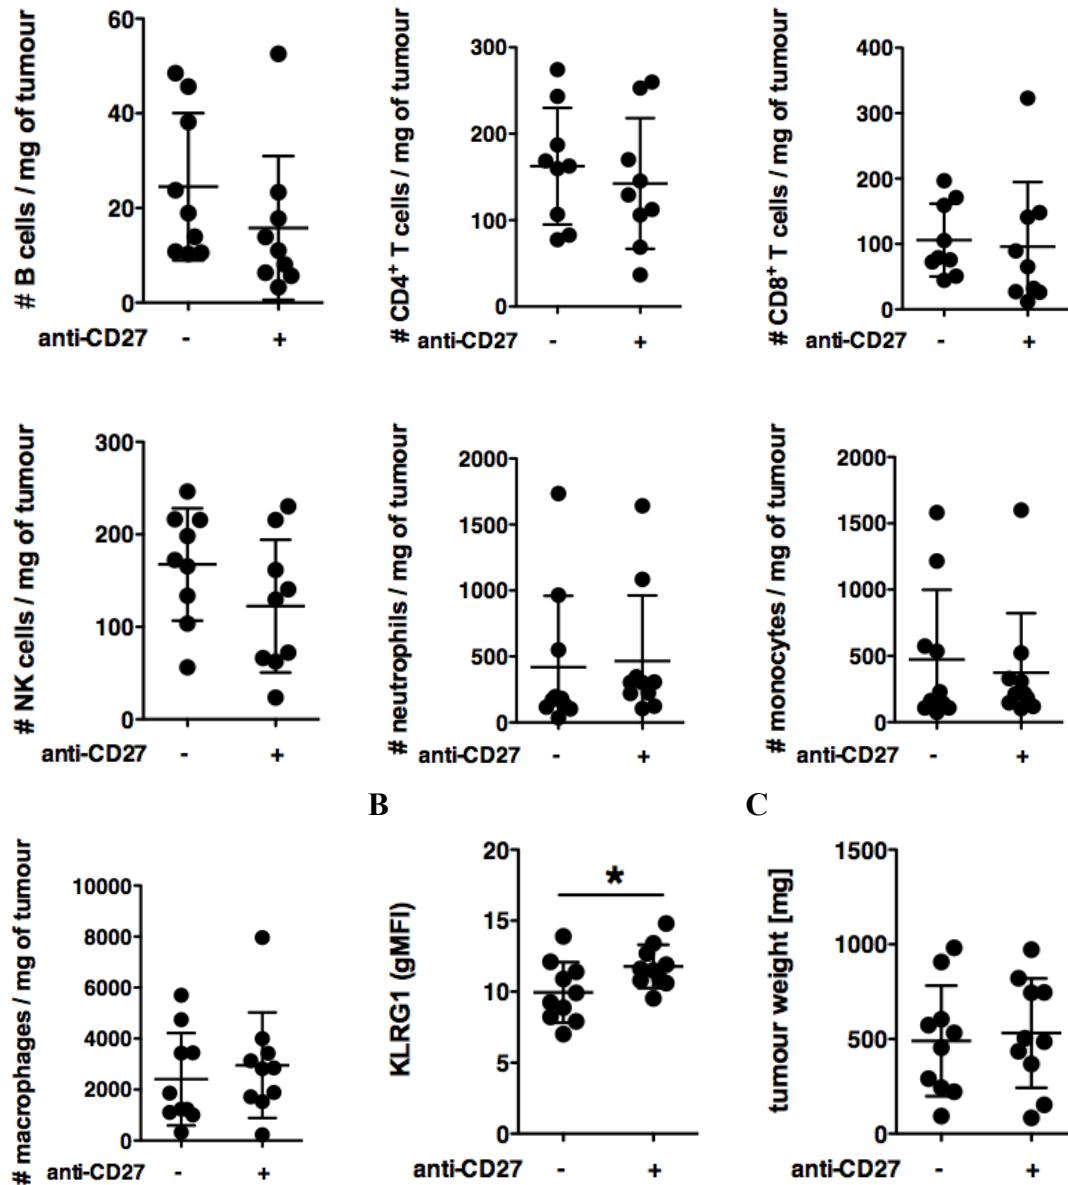 # B cells / mg of tumour
60
40
20
0
anti-CD27 - +
# CD4+ T cells / mg of tumour
300
200
100
0
anti-CD27 - +
# CD8+ T cells / mg of tumour
400
300
200
100
0
anti-CD27 - +
# NK cells / mg of tumour
300
200
100
0
anti-CD27 - +
# neutrophils / mg of tumour
2000
1500
1000
500
0
anti-CD27 - +
# monocytes / mg of tumour
2000
1500
1000
500
0
anti-CD27 - +
# macrophages / mg of tumour
10000
8000
6000
4000
2000
0
anti-CD27 - +
B
KLRG1 (gMFI)
20
15
10
5
0
*
anti-CD27 - +
C
tumour weight [mg]
1500
1000
500
0
anti-CD27 - +